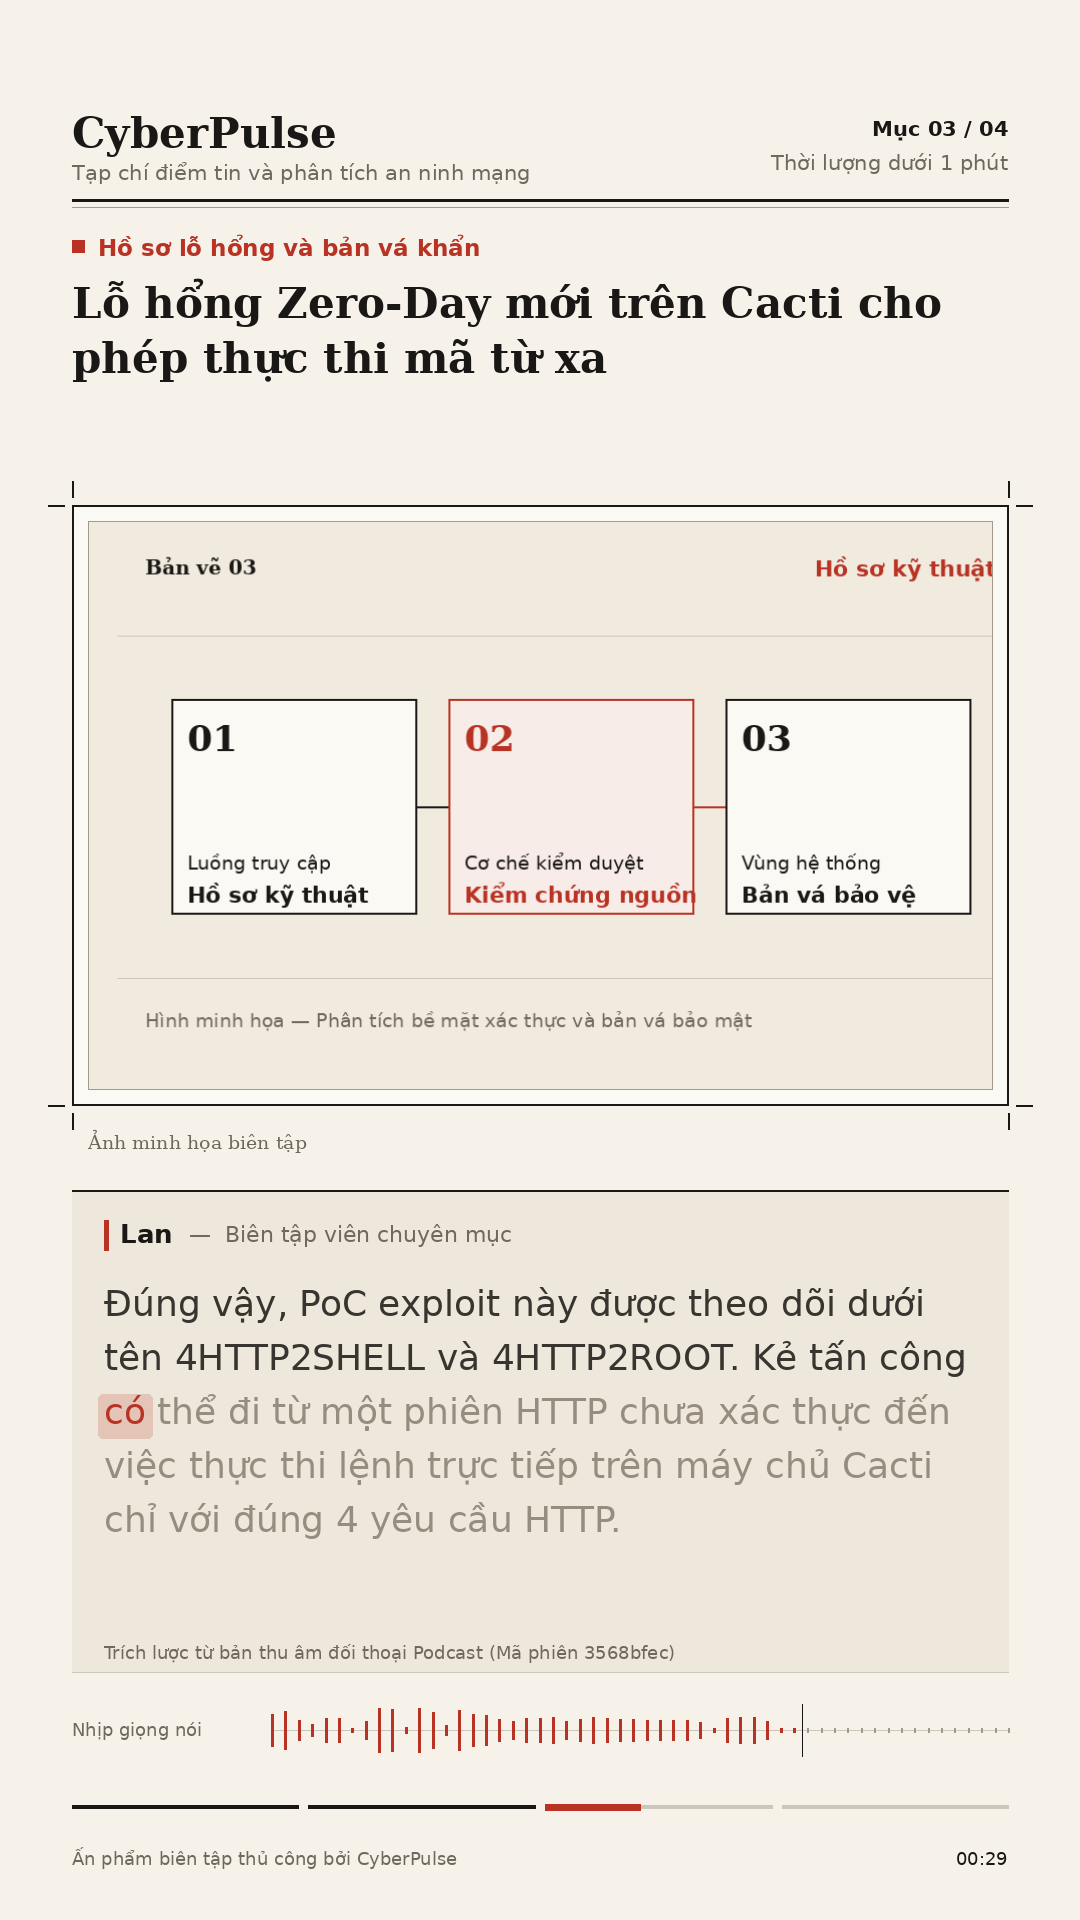 CyberPulse
Tạp chí điểm tin và phân tích an ninh mạng
Mục 03 / 04
Thời lượng dưới 1 phút
Hồ sơ lỗ hổng và bản vá khẩn
Lỗ hổng Zero-Day mới trên Cacti cho
phép thực thi mã từ xa
Bản vẽ 03
Hồ sơ kỹ thuật
01
Luồng truy cập
Hồ sơ kỹ thuật
02
Cơ chế kiểm duyệt
Kiểm chứng nguồn
03
Vùng hệ thống
Bản vá bảo vệ
Hình minh họa — Phân tích bề mặt xác thực và bản vá bảo mật
Ảnh minh họa biên tập
Lan — Biên tập viên chuyên mục
Đúng vậy, PoC exploit này được theo dõi dưới
tên 4HTTP2SHELL và 4HTTP2ROOT. Kẻ tấn công
có thể đi từ một phiên HTTP chưa xác thực đến
việc thực thi lệnh trực tiếp trên máy chủ Cacti
chỉ với đúng 4 yêu cầu HTTP.
Trích lược từ bản thu âm đối thoại Podcast (Mã phiên 3568bfec)
Nhịp giọng nói
Ấn phẩm biên tập thủ công bởi CyberPulse
00:29